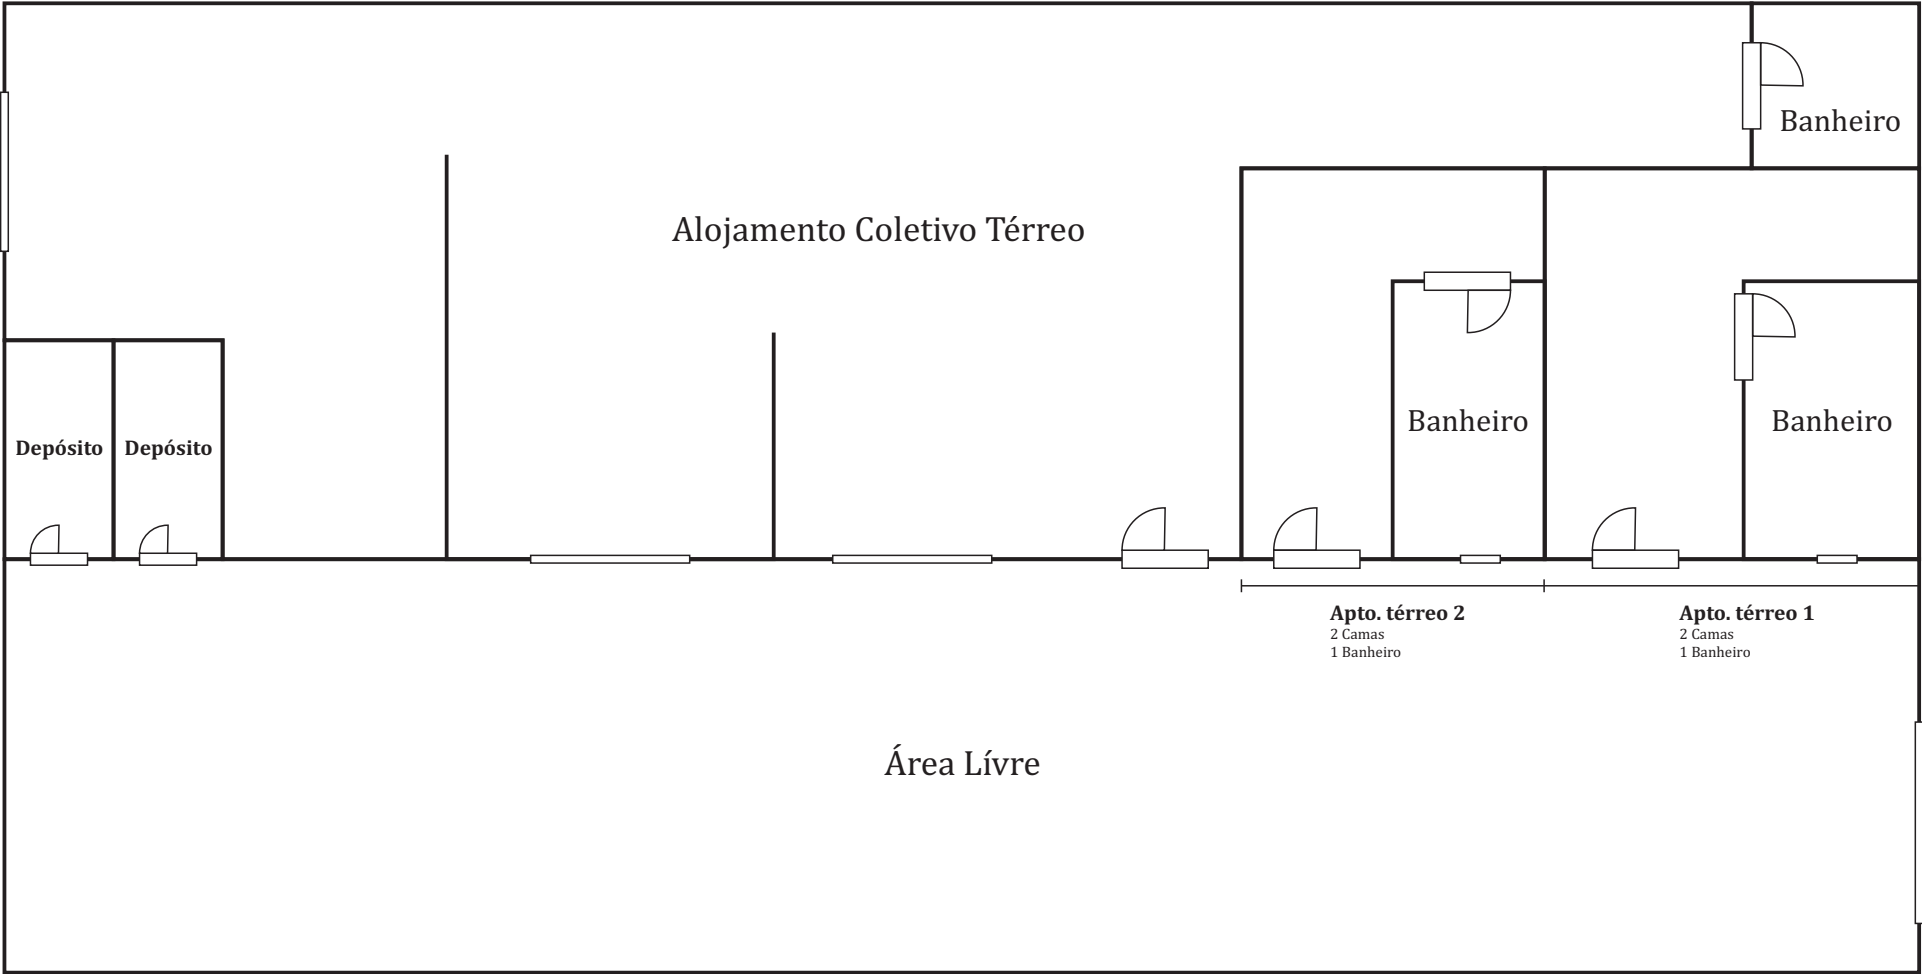 Banheiro
Alojamento Coletivo Térreo
Banheiro
Banheiro
Depósito
Depósito
Apto. térreo 2
2 Camas
1 Banheiro
Apto. térreo 1
2 Camas
1 Banheiro
Área Lívre